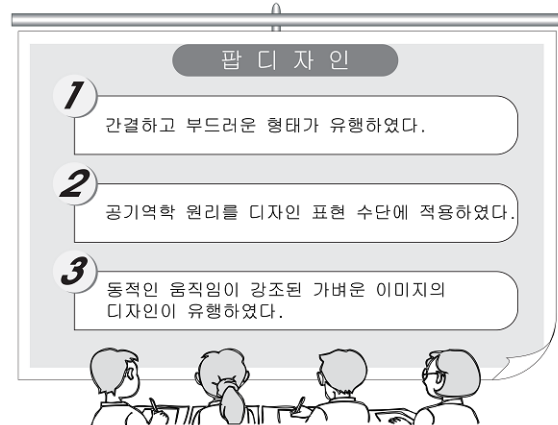 팝 디 자 인
1
간결하고 부드러운 형태가 유행하였다.
2
공기역학 원리를 디자인 표현 수단에 적용하였다.
3
동적인 움직임이 강조된 가벼운 이미지의
디자인이 유행하였다.